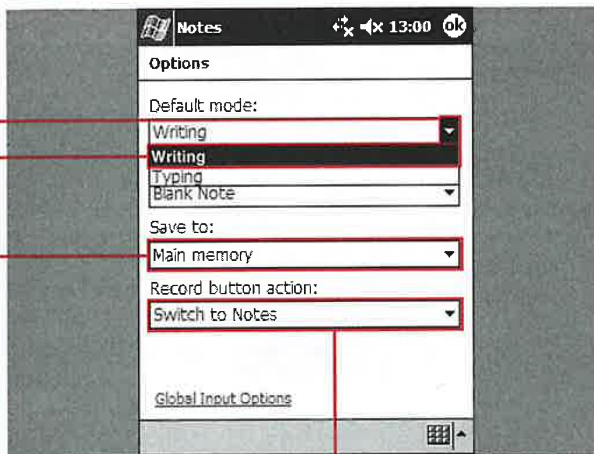 Notes 13:00 ok
Options
Default mode:
Writing
Writing
Typing
Blank Note
Save to:
Main memory
Record button action:
Switch to Notes
Global Input Options